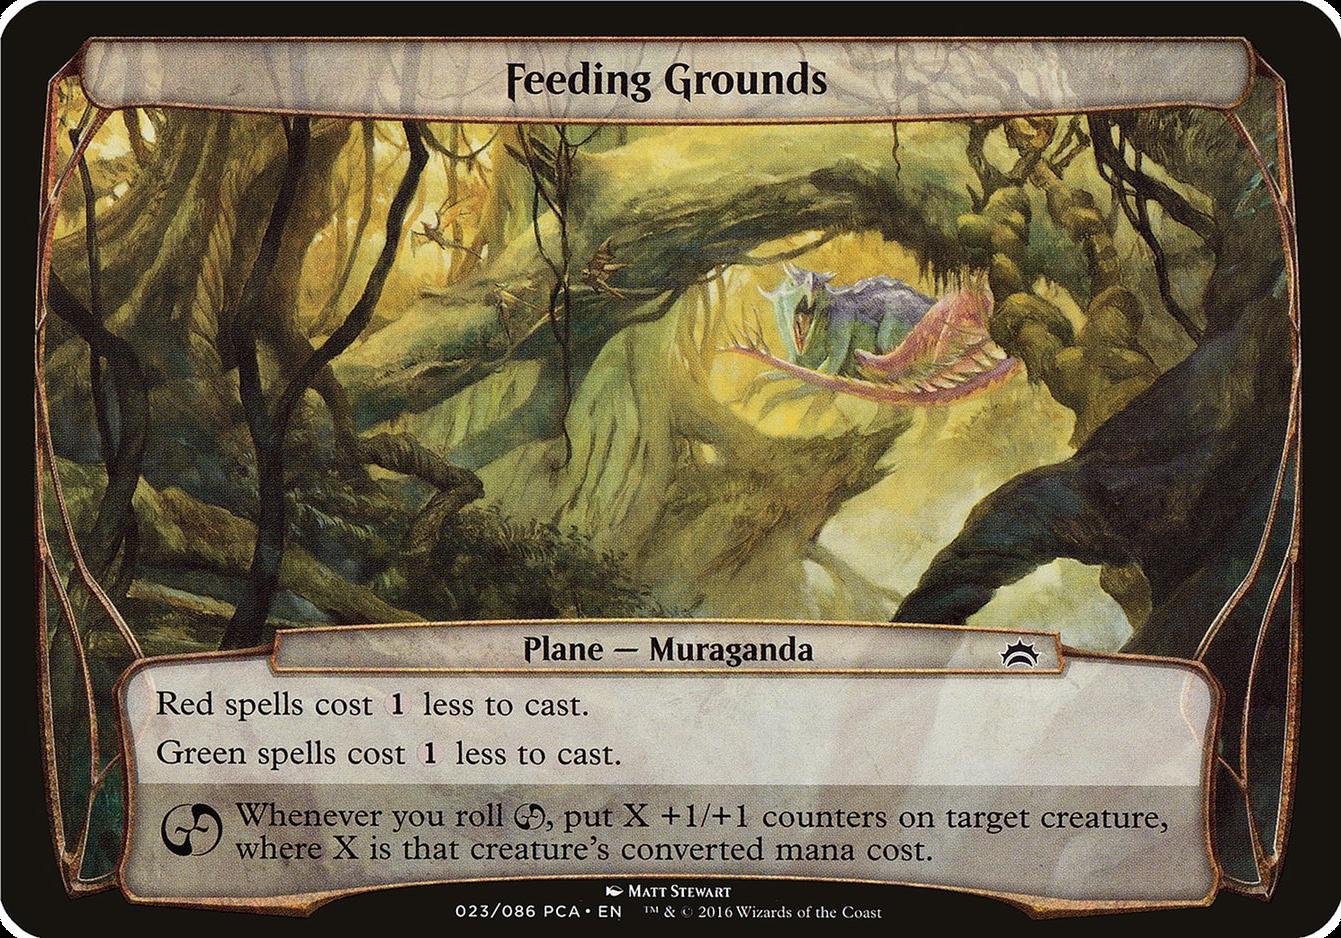 Feeding Grounds
Plane — Muraganda
Red spells cost 1 less to cast.
Green spells cost 1 less to cast.
Whenever you roll , put X +1/+1 counters on target creature,
where X is that creature's converted mana cost.
MATT STEWART
023/086 PCA • EN ™ & © 2016 Wizards of the Coast